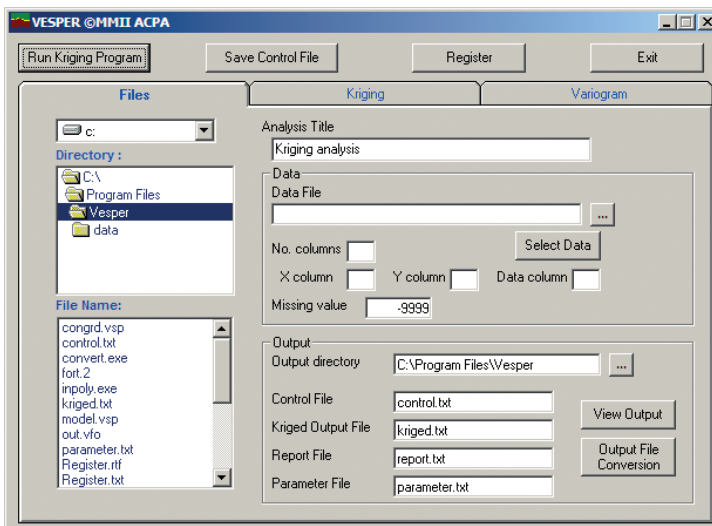 VESPER ©MMII ACPA
Run Kriging Program Save Control File Register Exit
Files Kriging Variogram
c:
Directory :
C:\
Program Files
Vesper
data
File Name:
congrd.vsp
control.txt
convert.exe
fort.2
inpoly.exe
kriged.txt
model.vsp
out.vfo
parameter.txt
Register.rtf
Register.txt
Analysis Title
Kriging analysis
Data
Data File
...
No. columns Select Data
X column Y column Data column
Missing value -9999
Output
Output directory C:\Program Files\Vesper ...
Control File control.txt
Kriged Output File kriged.txt
View Output
Report File report.txt
Output File
Conversion
Parameter File parameter.txt